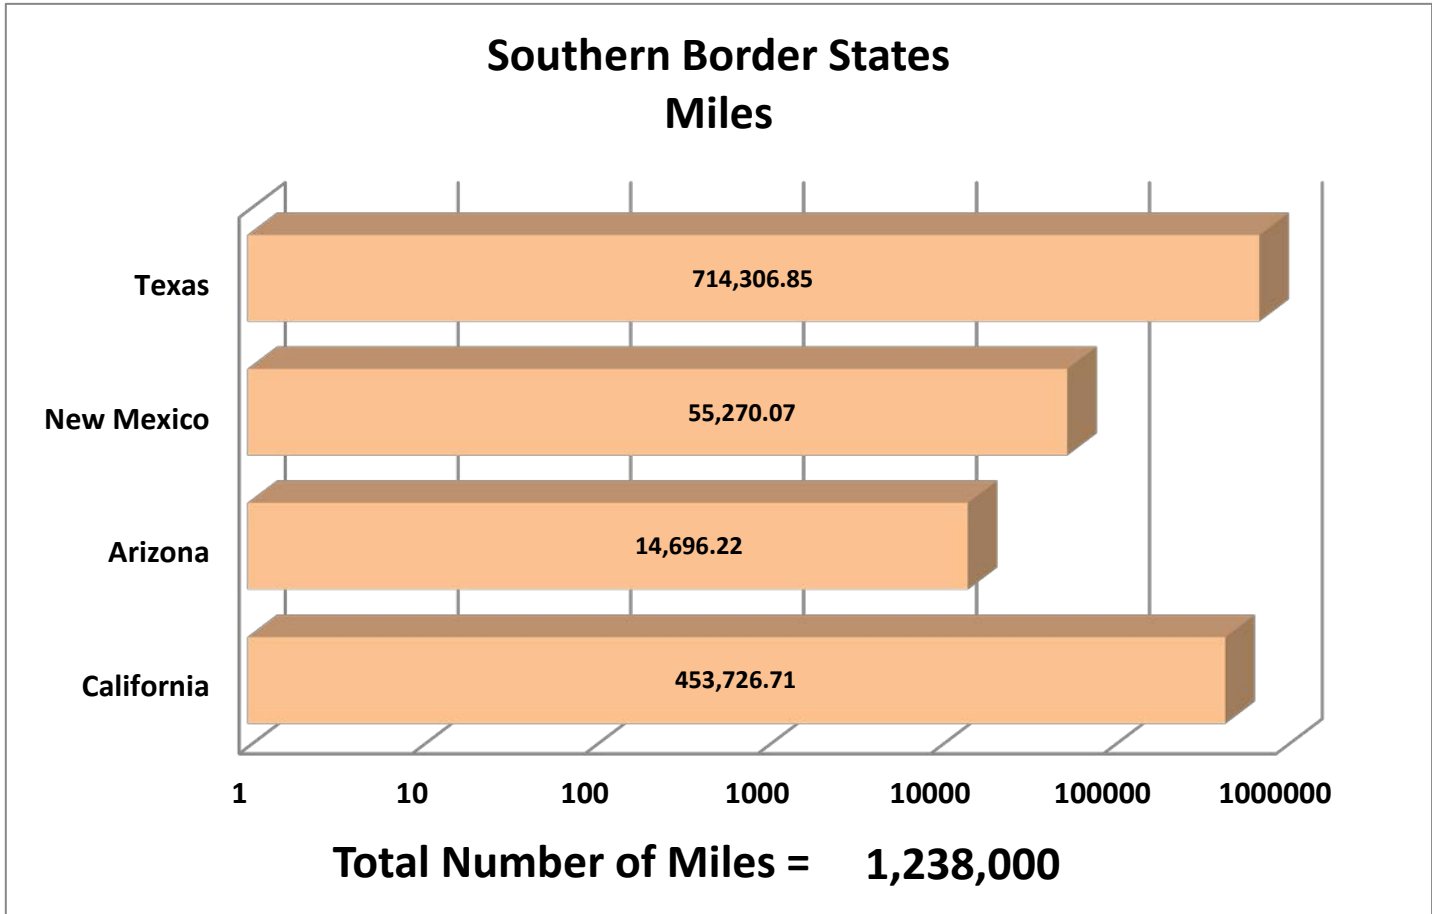 Southern Border States
Miles
Texas
714,306.85
New Mexico
55,270.07
Arizona
14,696.22
California
453,726.71
1 10 100 1000 10000 100000 1000000
Total Number of Miles = 1,238,000